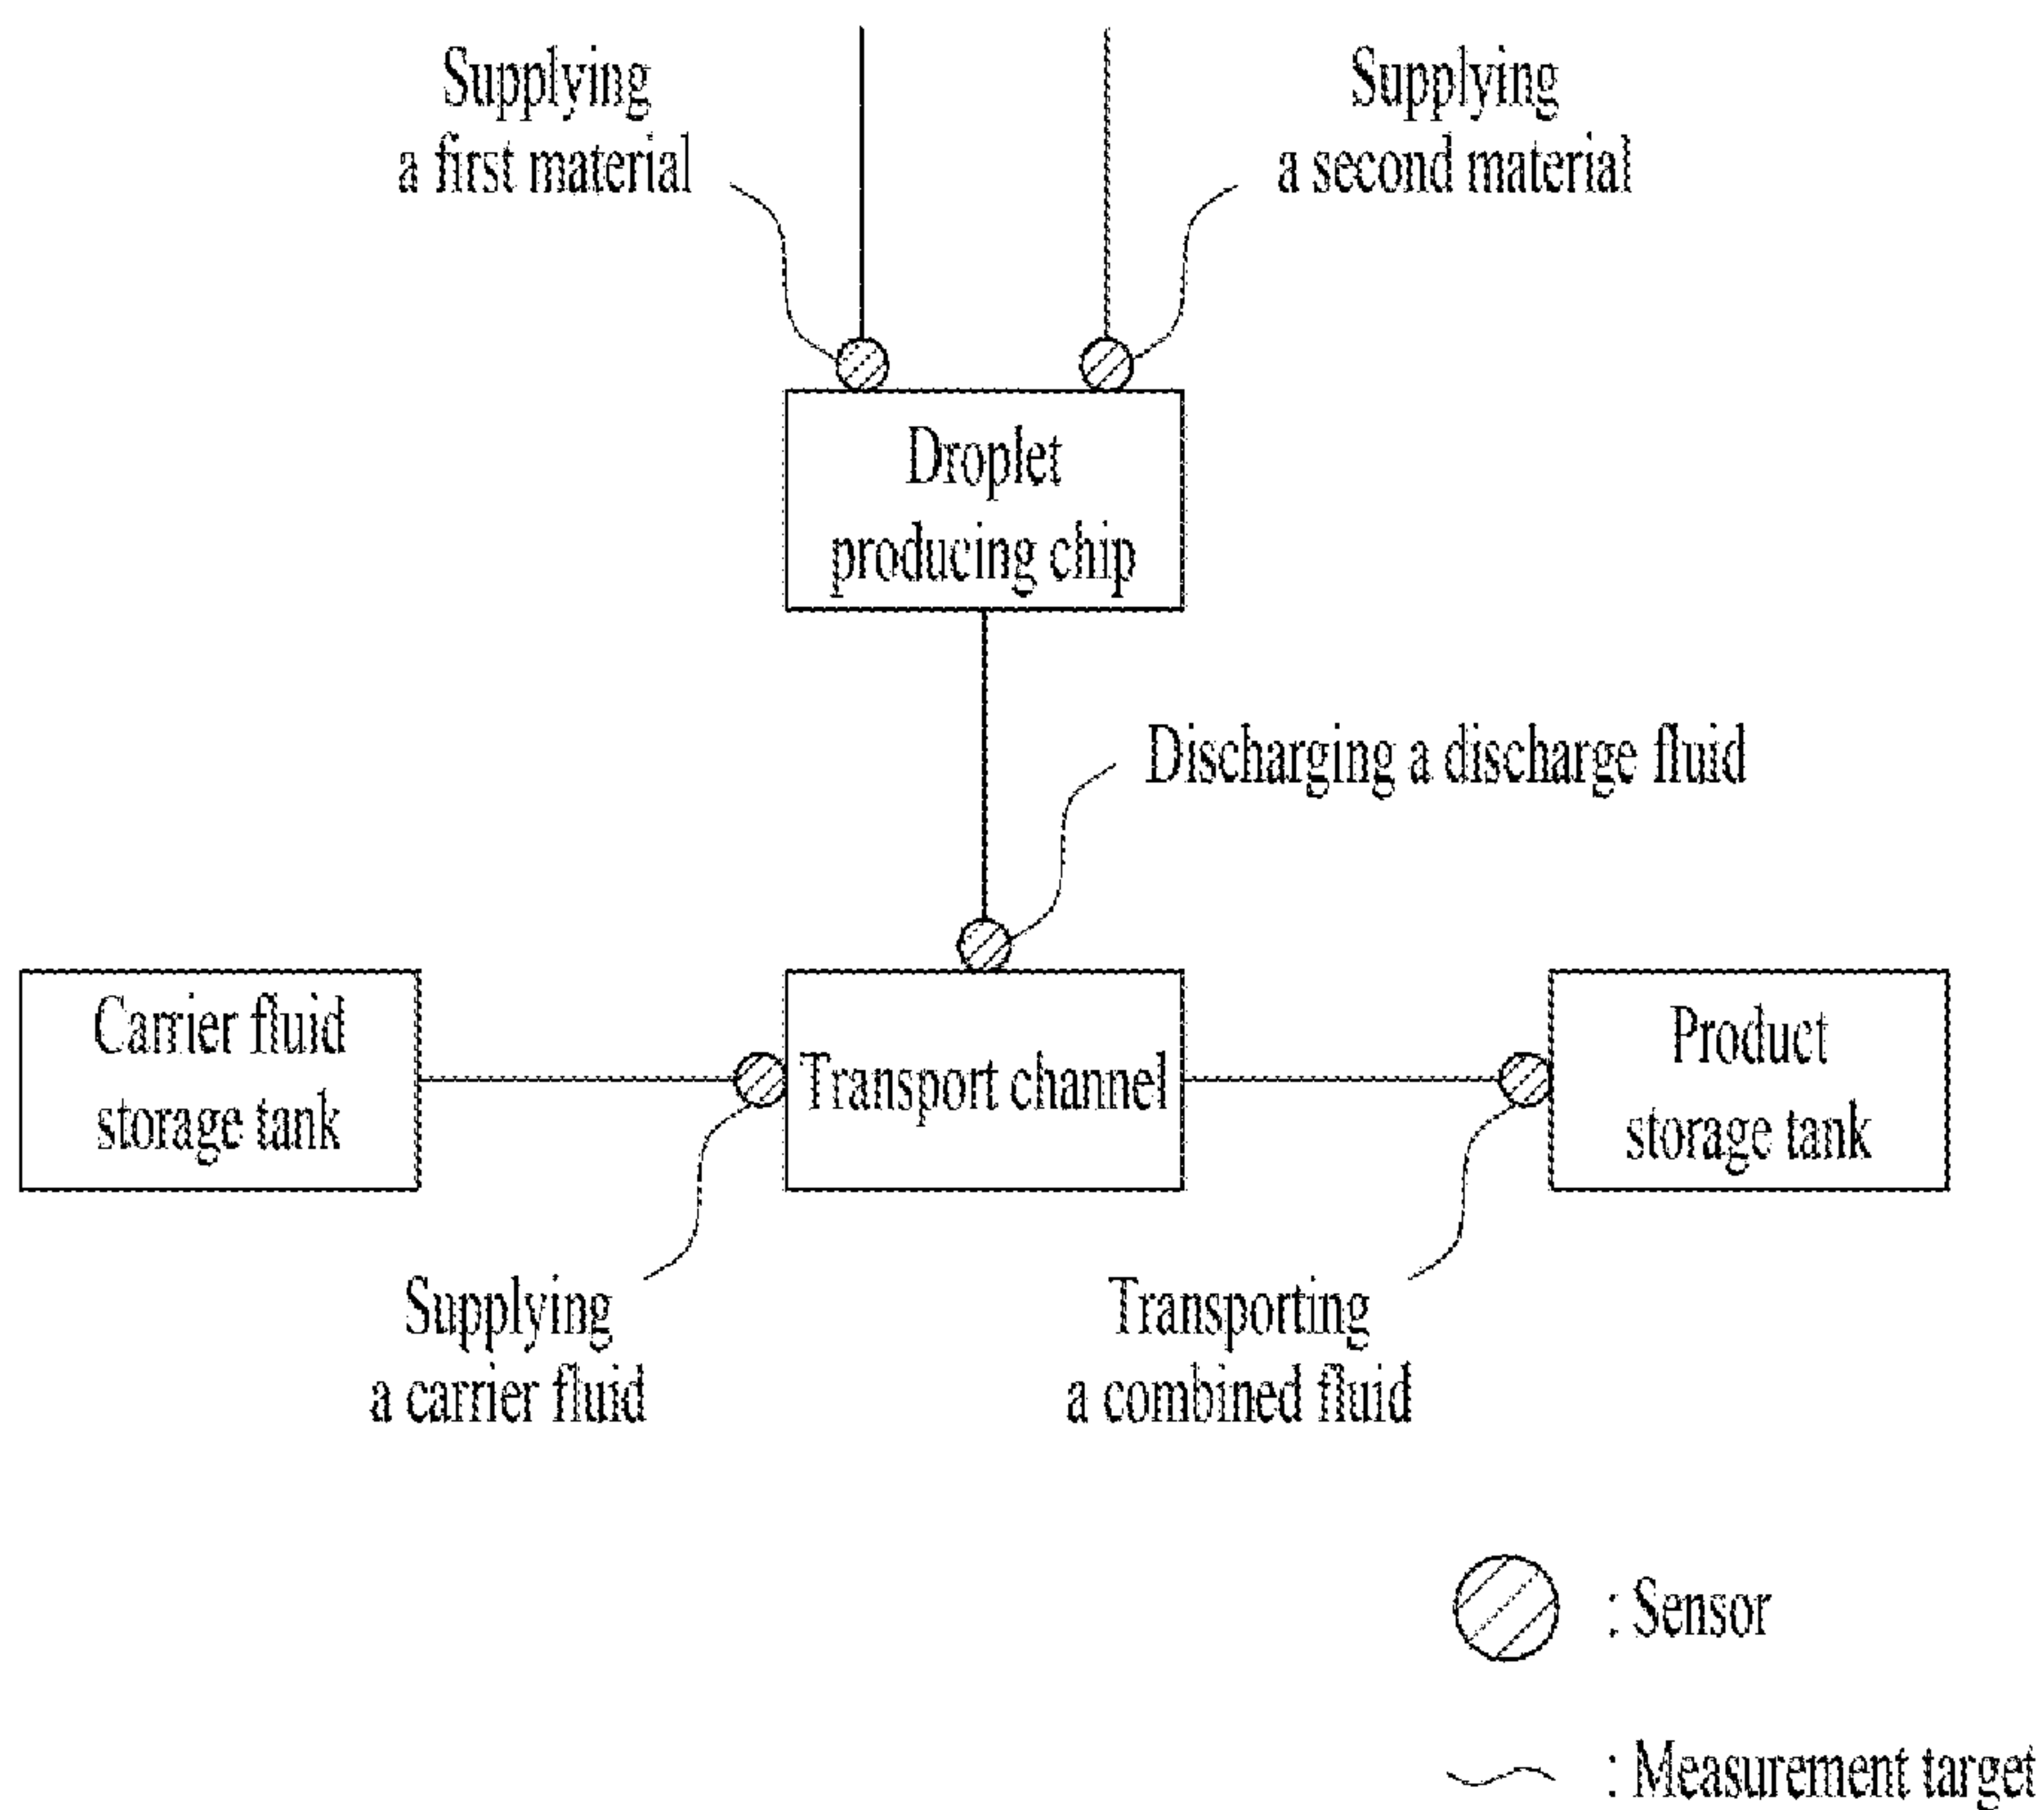 Supplying
a first material
Supplying
a second material
Droplet
producing chip
Discharging a discharge fluid
Carrier fluid
storage tank
Transport channel
Product
storage tank
Supplying
a carrier fluid
Transporting
a combined fluid
: Sensor
: Measurement target